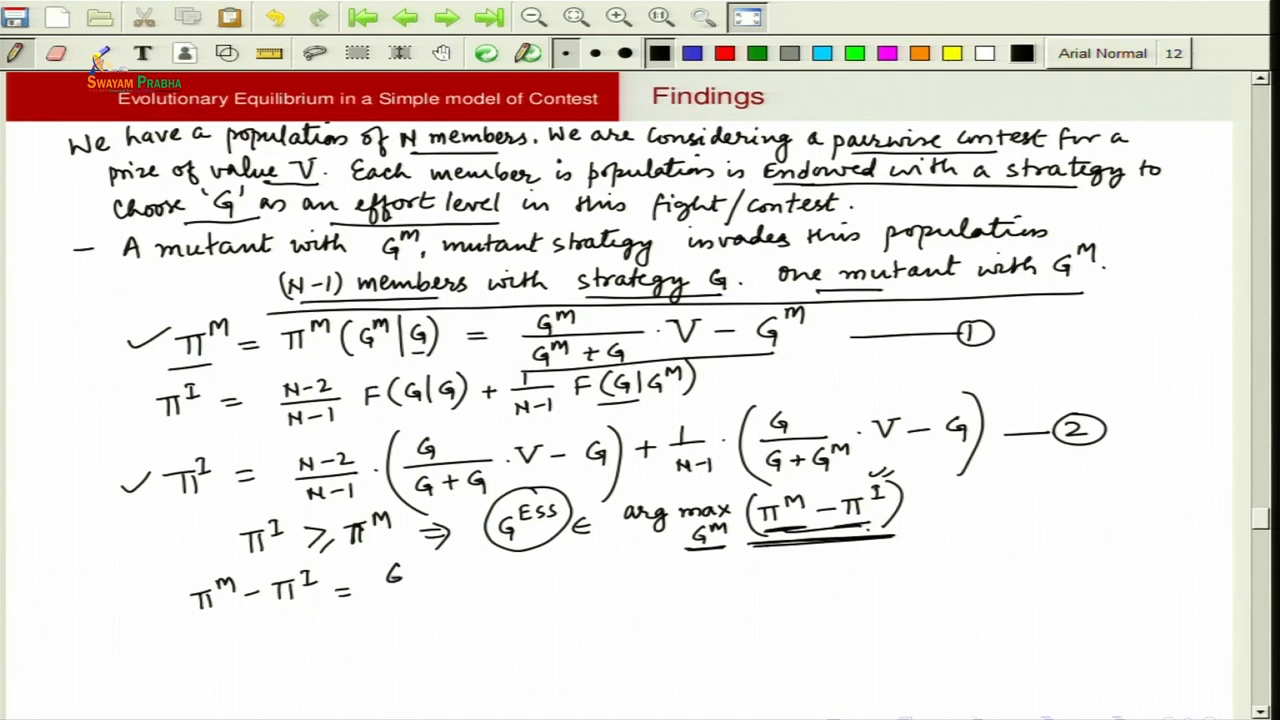 Arial Normal 12
SWAYAM PRABHA
Evolutionary Equilibrium in a Simple model of Contest Findings
We have a population of N members. We are considering a pairwise contest for a
prize of value V. Each member is population is Endowed with a strategy to
choose 'G' as an effort level in this fight/contest.
– A mutant with G^M, mutant strategy invades this population
(N-1) members with strategy G. One mutant with G^M.
✓ π^M = π^M (G^M | G) = G^M / (G^M + G) · V – G^M —— ①
π^I = (N-2)/(N-1) F(G|G) + 1/(N-1) F(G|G^M)
✓ π^I = (N-2)/(N-1) · (G/(G+G) · V – G) + 1/(N-1) · (G/(G+G^M) · V – G) — ②
π^I ≥ π^M ⇒ G^ESS ∈ arg max_{G^M} (π^M – π^I)
π^M – π^I = G